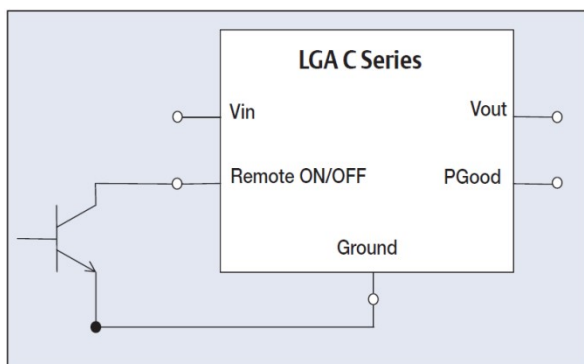 LGA C Series
Vin
Vout
Remote ON/OFF
PGood
Ground